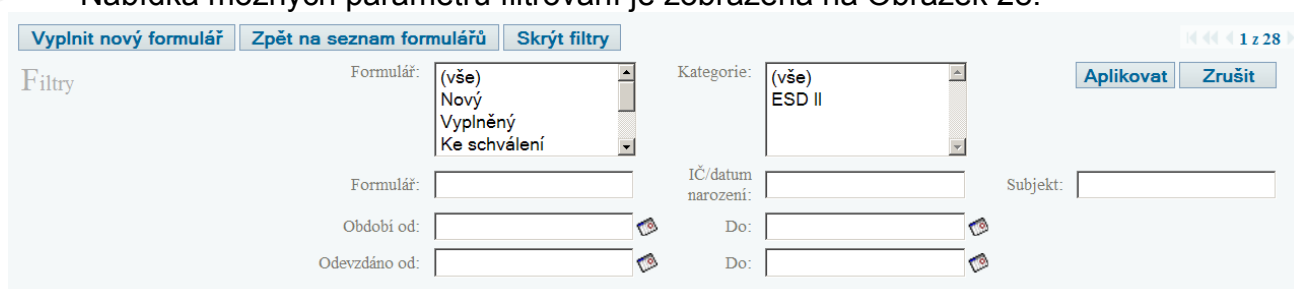 Nabídka možných parametrů filtrování je zobrazena na Obrázek 28.
Vyplnit nový formulář Zpět na seznam formulářů Skrýt filtry 1 z 28
Filtry Formulář: (vše) Kategorie: (vše) Aplikovat Zrušit
Nový ESD II
Vyplněný
Ke schválení
Formulář: IČ/datum narození: Subjekt:
Období od: Do:
Odevzdáno od: Do: